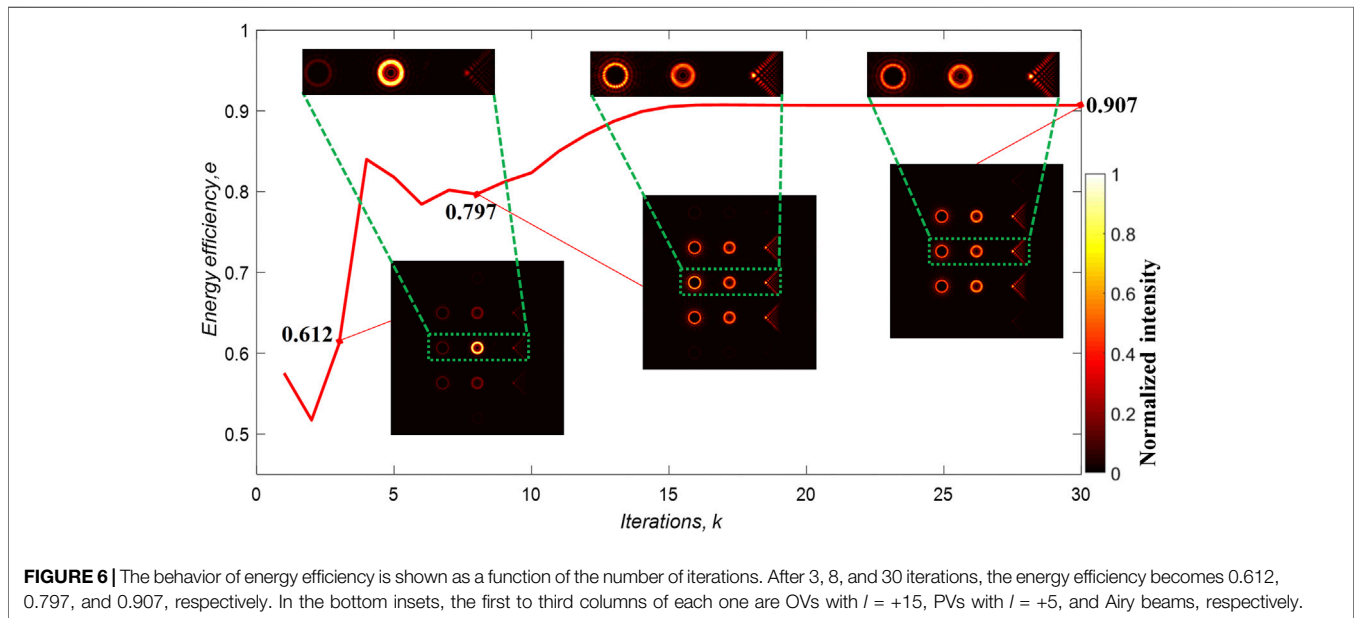 1
0.9
0.8
0.7
0.6
0.5
Energy efficiency,e
0.612
0.797
0.907
0 5 10 15 20 25 30
Iterations, k
1
0.8
0.6
0.4
0.2
0
Normalized intensity
FIGURE 6 | The behavior of energy efficiency is shown as a function of the number of iterations. After 3, 8, and 30 iterations, the energy efficiency becomes 0.612,
0.797, and 0.907, respectively. In the bottom insets, the first to third columns of each one are OVs with l = +15, PVs with l = +5, and Airy beams, respectively.